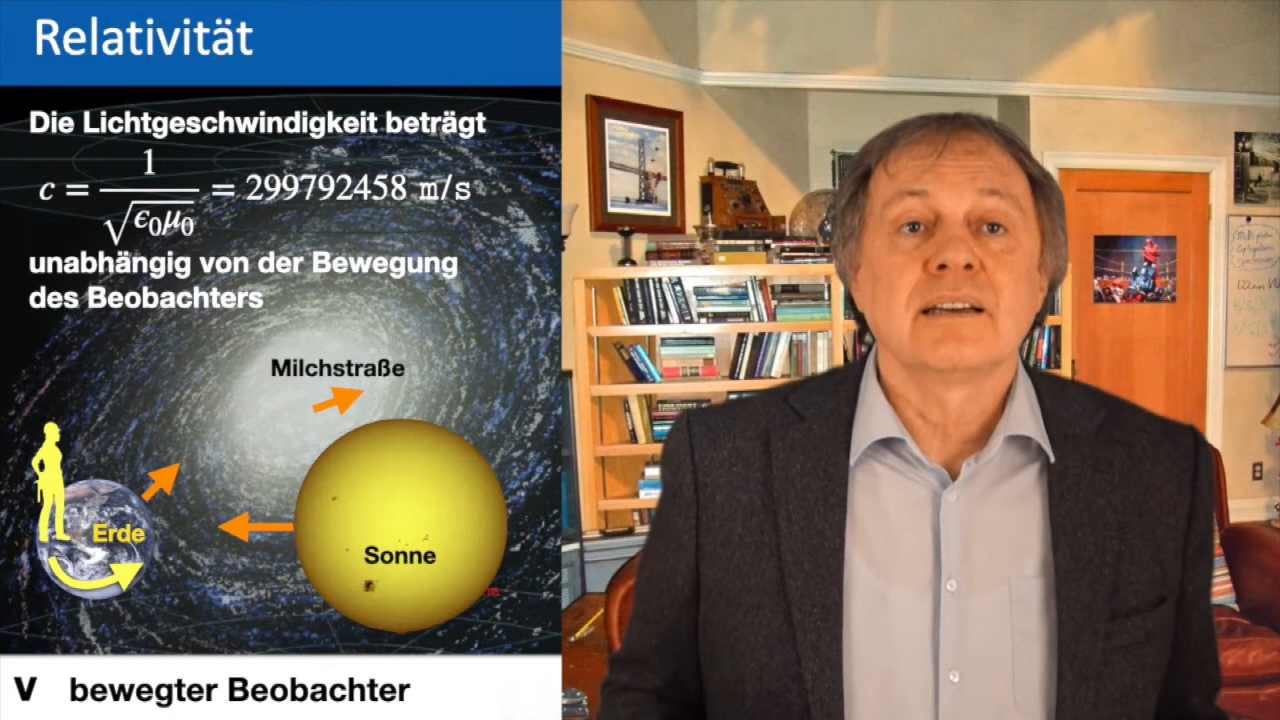 Relativität
Die Lichtgeschwindigkeit beträgt
c = 1/√ϵ₀μ₀ = 299792458 m/s
unabhängig von der Bewegung
des Beobachters
Milchstraße
Erde
Sonne
V bewegter Beobachter